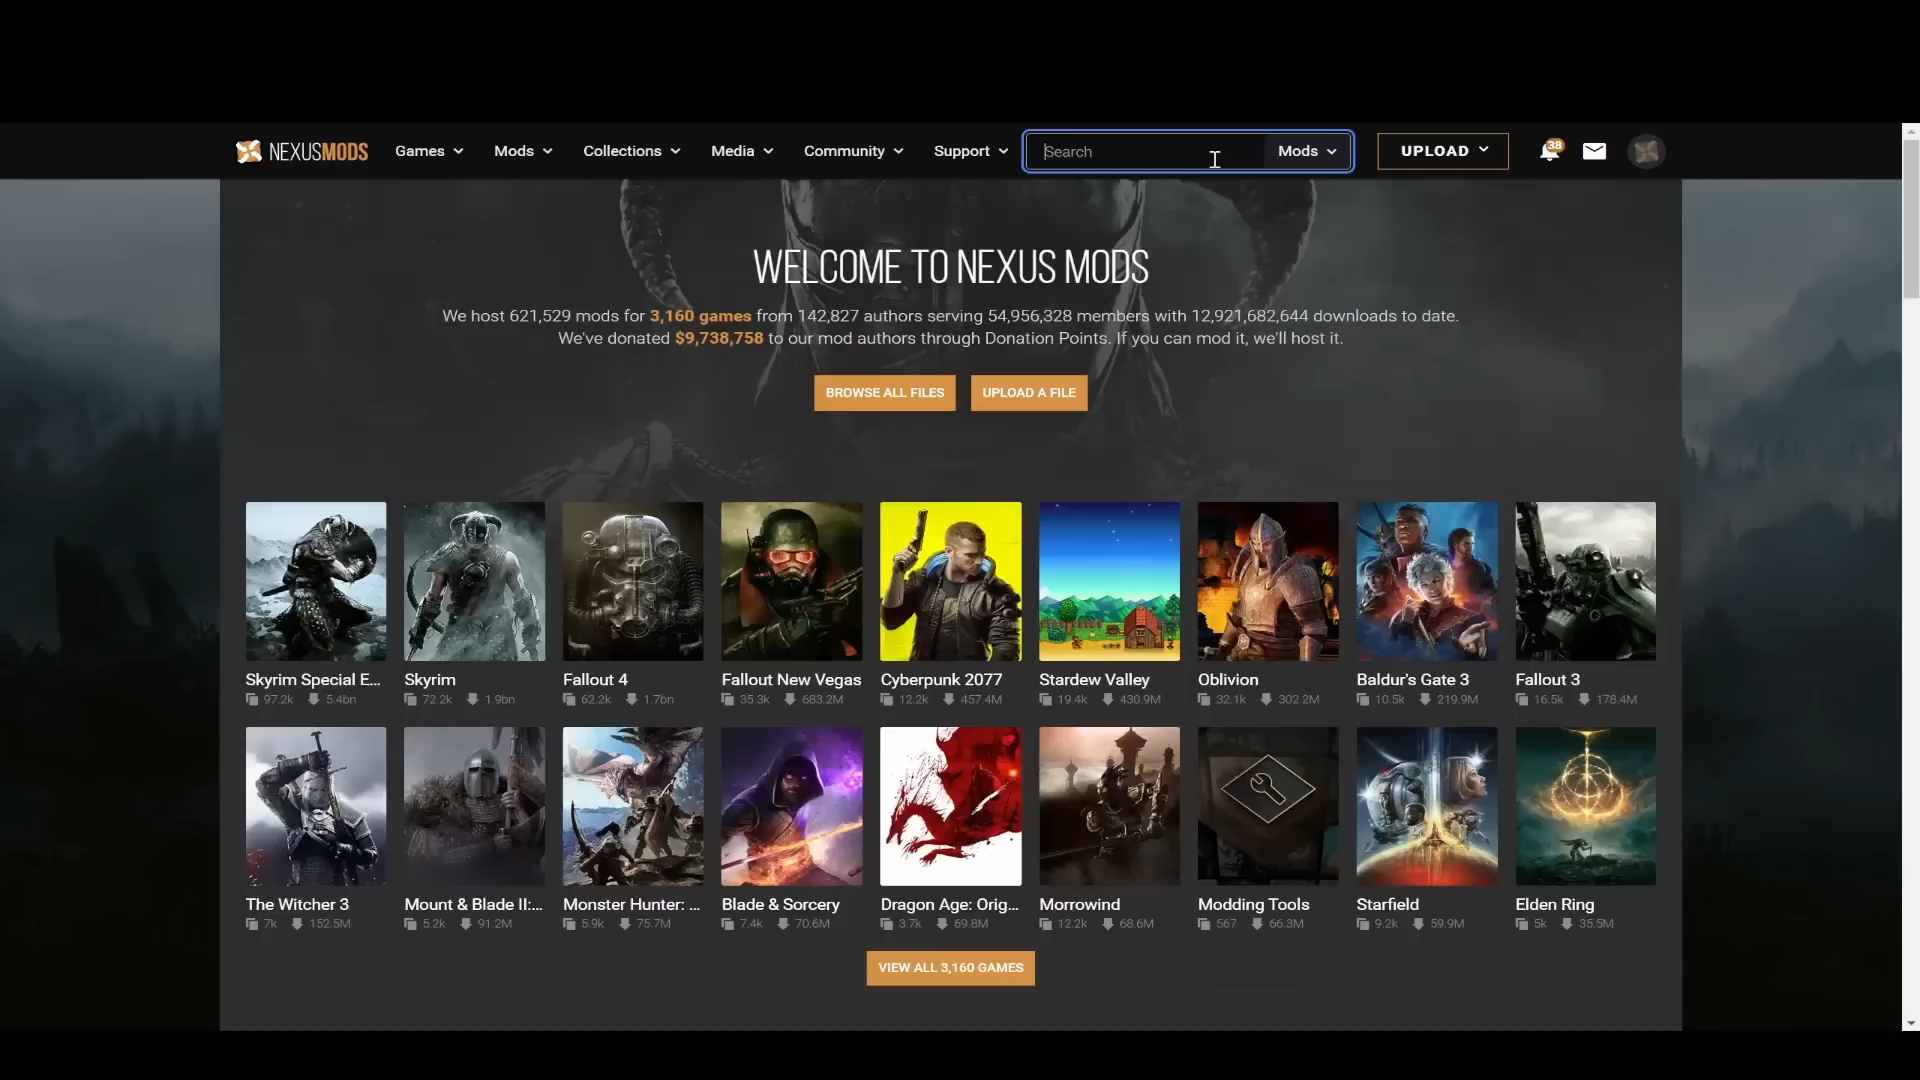 NEXUSMODS Games Mods Collections Media Community Support Search Mods UPLOAD 38
WELCOME TO NEXUS MODS
We host 621,529 mods for 3,160 games from 142,827 authors serving 54,956,328 members with 12,921,682,644 downloads to date.
We've donated $9,738,758 to our mod authors through Donation Points. If you can mod it, we'll host it.
BROWSE ALL FILES UPLOAD A FILE
Skyrim Special E... Skyrim Fallout 4 Fallout New Vegas Cyberpunk 2077 Stardew Valley Oblivion Baldur's Gate 3 Fallout 3
97.2k 5.4bn 72.2k 1.9bn 62.2k 1.7bn 35.3k 683.2M 12.2k 457.4M 19.4k 430.9M 32.1k 302.2M 10.5k 219.9M 16.5k 178.4M
The Witcher 3 Mount & Blade II:... Monster Hunter: ... Blade & Sorcery Dragon Age: Orig... Morrowind Modding Tools Starfield Elden Ring
7k 152.5M 5.2k 91.2M 5.9k 75.7M 7.4k 70.6M 3.7k 69.8M 12.2k 68.6M 567 66.3M 9.2k 59.9M 5k 35.5M
VIEW ALL 3,160 GAMES